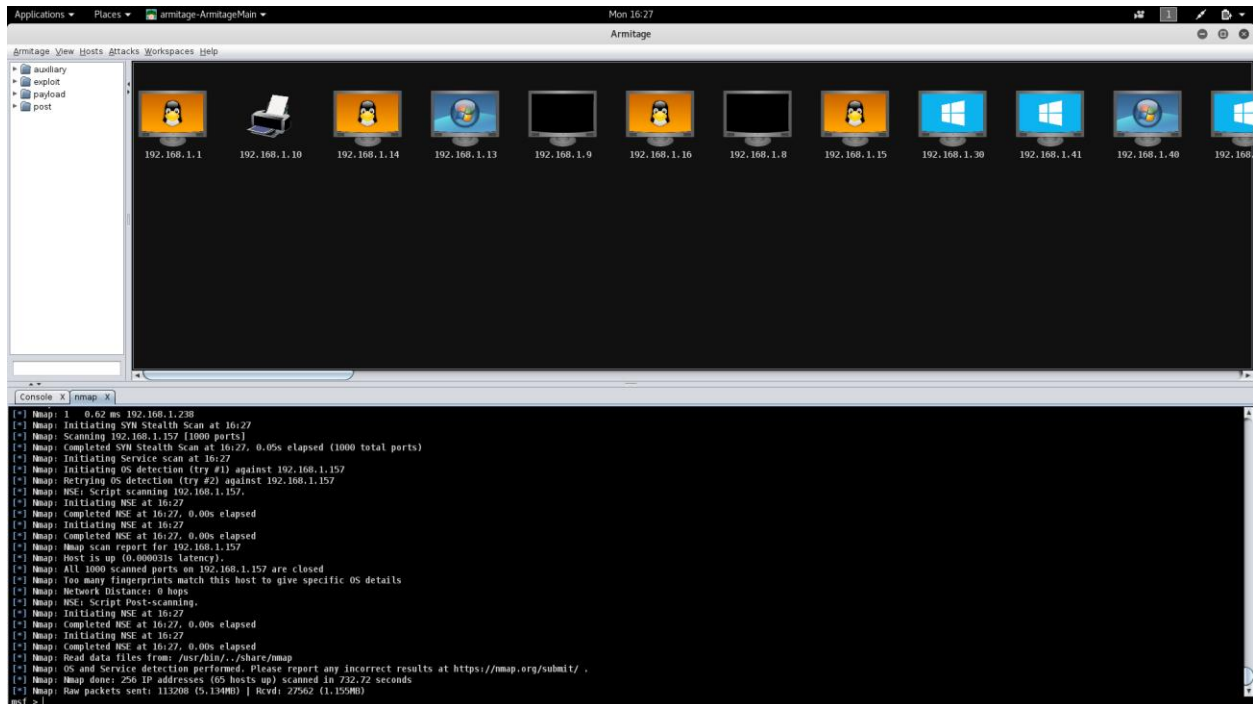 Applications Places armitage-ArmitageMain Mon 16:27 1
Armitage
Armitage View Hosts Attacks Workspaces Help
auxiliary
exploit
payload
post
192.168.1.1 192.168.1.10 192.168.1.14 192.168.1.13 192.168.1.9 192.168.1.16 192.168.1.8 192.168.1.15 192.168.1.30 192.168.1.41 192.168.1.40 192.168.
Console X nmap X
[*] Nmap: 1 0.62 ms 192.168.1.238
[*] Nmap: Initiating SYN Stealth Scan at 16:27
[*] Nmap: Scanning 192.168.1.157 [1000 ports]
[*] Nmap: Completed SYN Stealth Scan at 16:27, 0.05s elapsed (1000 total ports)
[*] Nmap: Initiating Service scan at 16:27
[*] Nmap: Initiating OS detection (try #1) against 192.168.1.157
[*] Nmap: Retrying OS detection (try #2) against 192.168.1.157
[*] Nmap: NSE: Script scanning 192.168.1.157.
[*] Nmap: Initiating NSE at 16:27
[*] Nmap: Completed NSE at 16:27, 0.00s elapsed
[*] Nmap: Initiating NSE at 16:27
[*] Nmap: Completed NSE at 16:27, 0.00s elapsed
[*] Nmap: Nmap scan report for 192.168.1.157
[*] Nmap: Host is up (0.000031s latency).
[*] Nmap: All 1000 scanned ports on 192.168.1.157 are closed
[*] Nmap: Too many fingerprints match this host to give specific OS details
[*] Nmap: Network Distance: 0 hops
[*] Nmap: NSE: Script Post-scanning.
[*] Nmap: Initiating NSE at 16:27
[*] Nmap: Completed NSE at 16:27, 0.00s elapsed
[*] Nmap: Initiating NSE at 16:27
[*] Nmap: Completed NSE at 16:27, 0.00s elapsed
[*] Nmap: Read data files from: /usr/bin/../share/nmap
[*] Nmap: OS and Service detection performed. Please report any incorrect results at https://nmap.org/submit/ .
[*] Nmap: Nmap done: 256 IP addresses (65 hosts up) scanned in 732.72 seconds
[*] Nmap: Raw packets sent: 113208 (5.134MB) | Rcvd: 27562 (1.155MB)
msf >